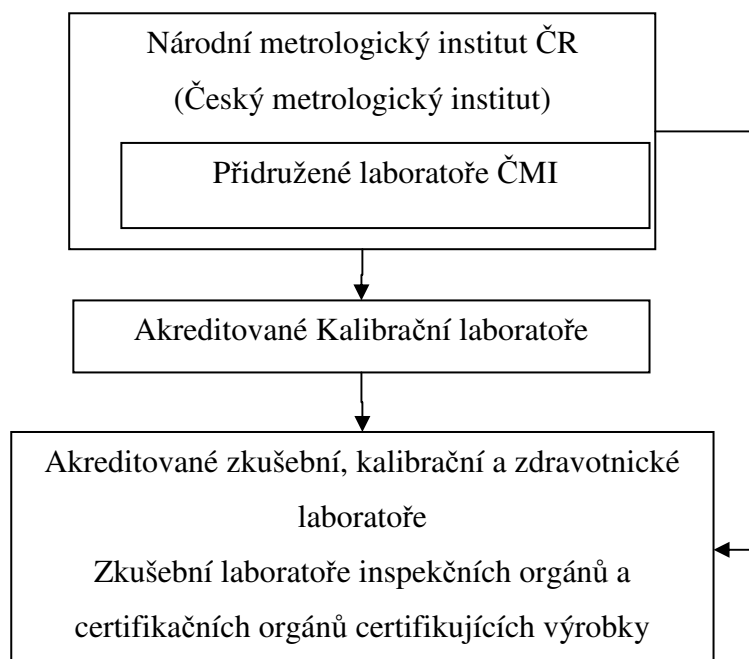 Národní metrologický institut ČR
(Český metrologický institut)
Přidružené laboratoře ČMI
Akreditované Kalibrační laboratoře
Akreditované zkušební, kalibrační a zdravotnické
laboratoře
Zkušební laboratoře inspekčních orgánů a
certifikačních orgánů certifikujících výrobky